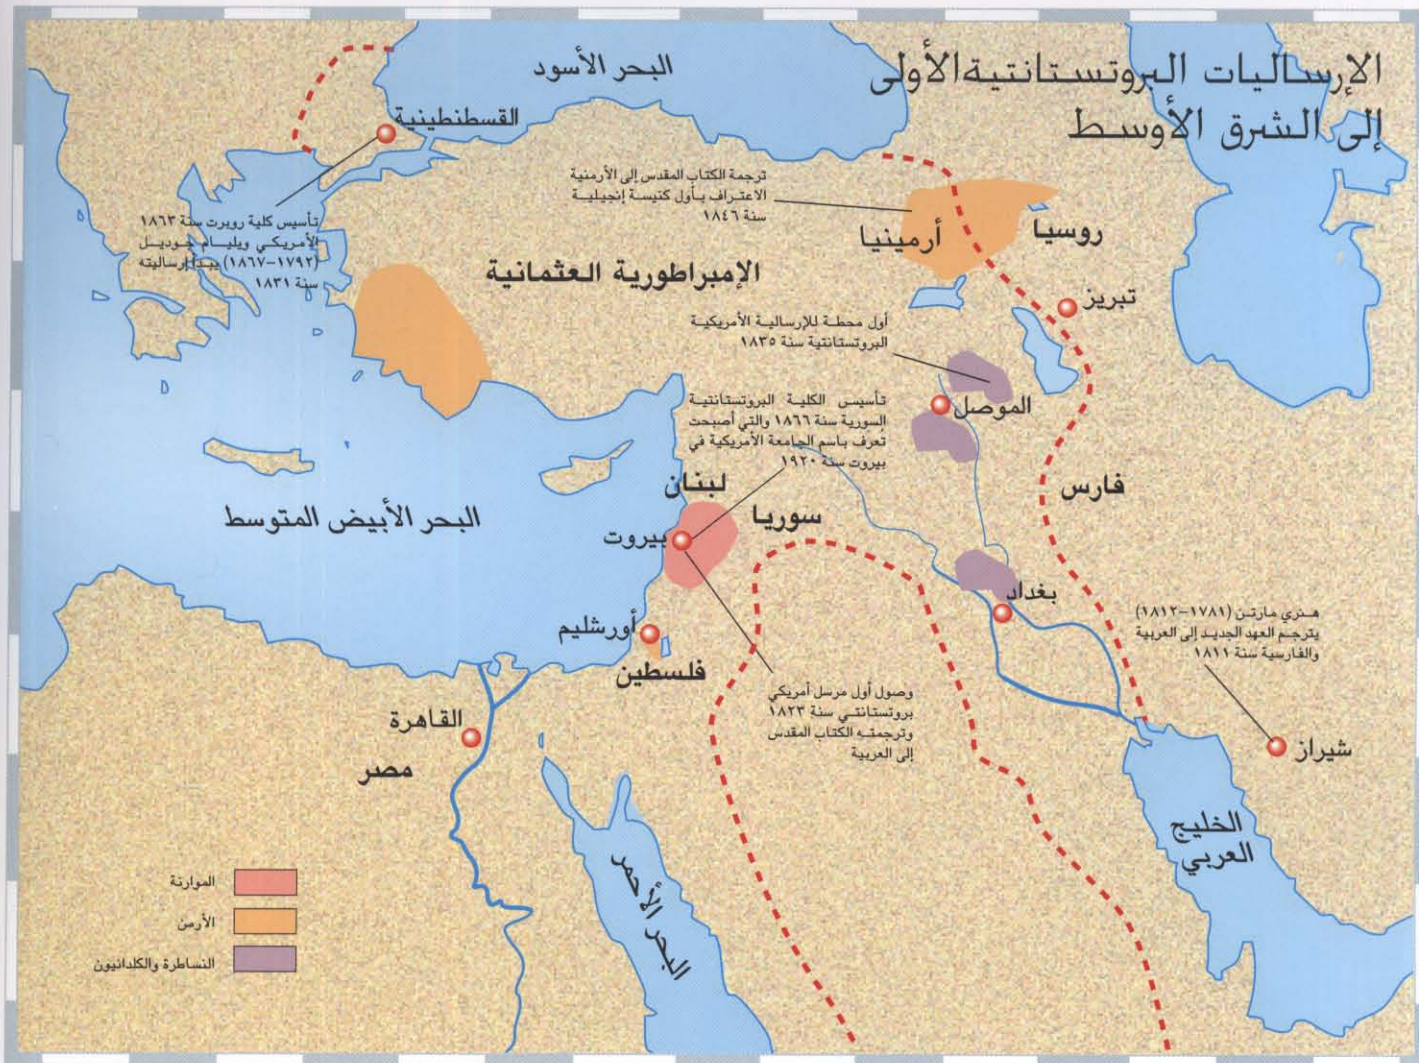 الإرساليات البروتستانتية الأولى
إلى الشرق الأوسط
البحر الأسود
القسطنطينية
تأسيس كلية روبرت سنة ١٨٦٣
الأمريكي ويليام جوديل
(١٧٩٢–١٨٦٧) يبدأ إرساليته
سنة ١٨٣١
ترجمة الكتاب المقدس إلى الأرمنية
الاعتراف بأول كنيسة إنجيلية
سنة ١٨٤٦
أرمينيا
روسيا
الإمبراطورية العثمانية
تبريز
أول محطة للإرسالية الأمريكية
البروتستانتية سنة ١٨٣٥
الموصل
تأسيس الكلية البروتستانتية
السورية سنة ١٨٦٦ والتي أصبحت
تعرف باسم الجامعة الأمريكية في
بيروت سنة ١٩٢٠
لبنان
سوريا
فارس
البحر الأبيض المتوسط
بيروت
بغداد
هنري مارتن (١٧٨١–١٨١٢)
يترجم العهد الجديد إلى العربية
والفارسية سنة ١٨١١
أورشليم
فلسطين
وصول أول مرسل أمريكي
بروتستانتي سنة ١٨٢٣
وترجمته الكتاب المقدس
إلى العربية
القاهرة
مصر
شيراز
الخليج
العربي
البحر الأحمر
الموارنة
الأرمن
النساطرة والكلدانيون